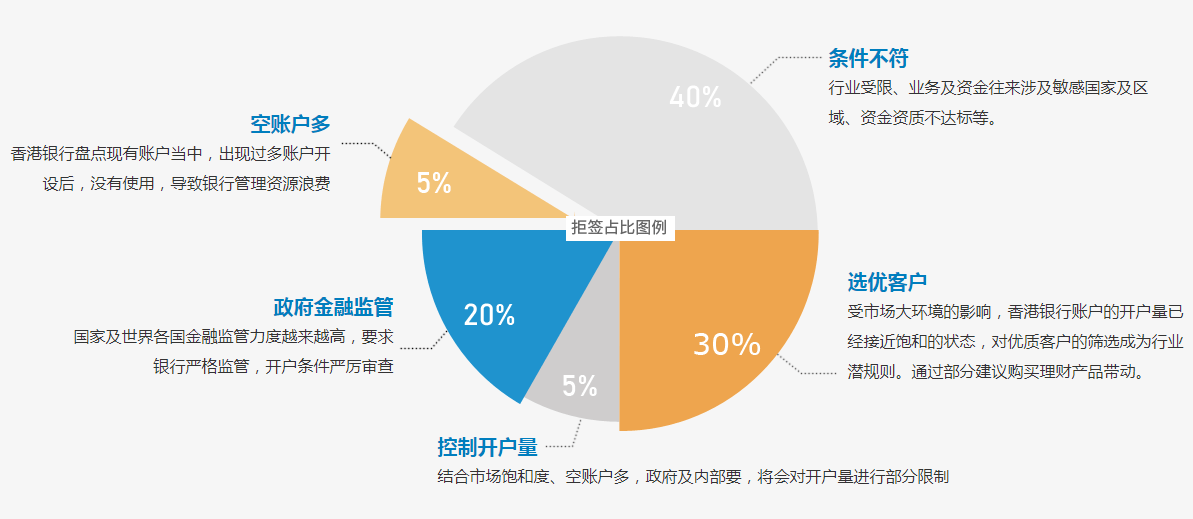 条件不符
行业受限、业务及资金往来涉及敏感国家及区
域、资金资质不达标等。
40%
空账户多
香港银行盘点现有账户当中，出现过多账户开
设后，没有使用，导致银行管理资源浪费
5%
拒签占比图例
选优客户
受市场大环境的影响，香港银行账户的开户量已
经接近饱和的状态，对优质客户的筛选成为行业
潜规则。通过部分建议购买理财产品带动。
30%
政府金融监管
国家及世界各国金融监管力度越来越高，要求
银行严格监管，开户条件严厉审查
20%
5%
控制开户量
结合市场饱和度、空账户多，政府及内部要，将会对开户量进行部分限制